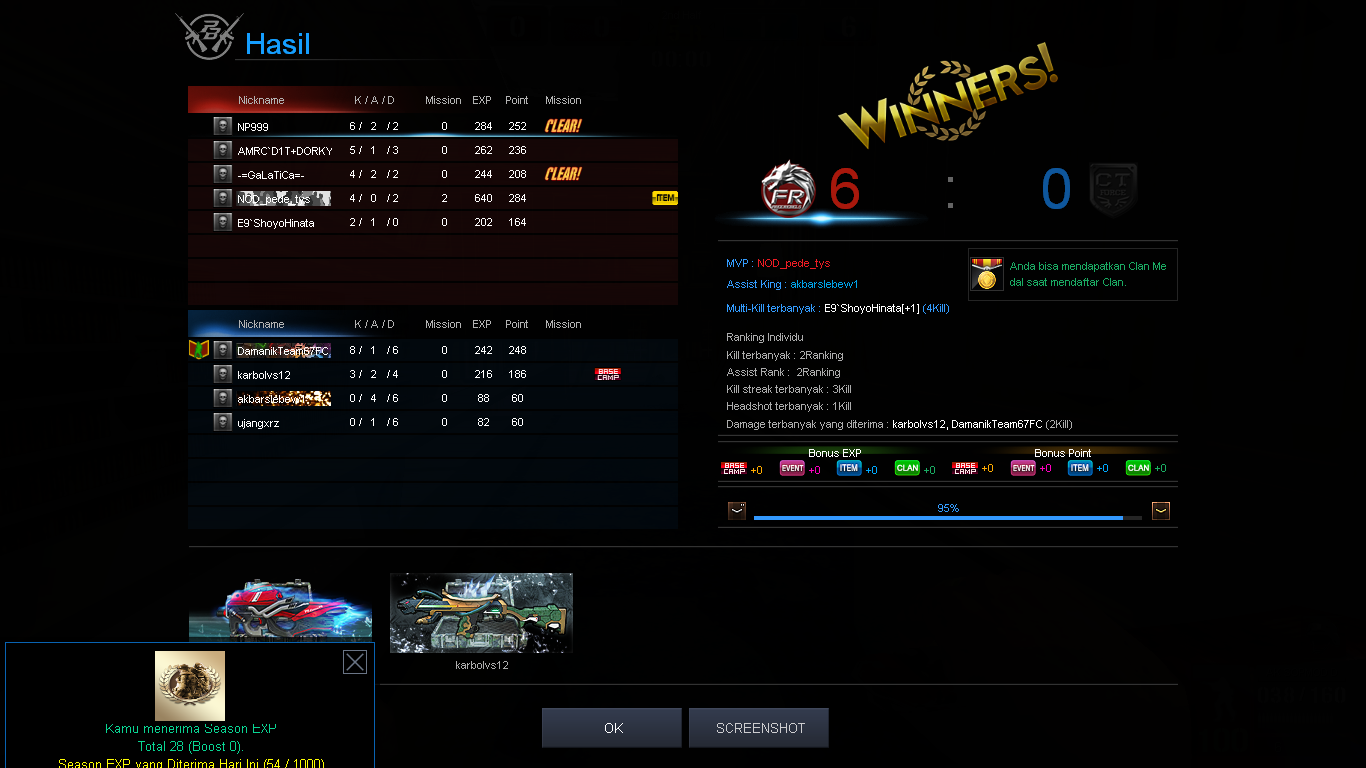 Hasil
Nickname K / A / D Mission EXP Point Mission
NP999 6 / 2 / 2 0 284 252 CLEAR!
AMRC`D1T+DORKY 5 / 1 / 3 0 262 236
-=GaLaTiCa=- 4 / 2 / 2 0 244 208 CLEAR!
NOD_pede_tys 4 / 0 / 2 2 640 284 ITEM
E9`ShoyoHinata 2 / 1 / 0 0 202 164
Nickname K / A / D Mission EXP Point Mission
DamanikTeam67FC 8 / 1 / 6 0 242 248
karbolvs12 3 / 2 / 4 0 216 186 BASE CAMP
akbarslebew1 0 / 4 / 6 0 88 60
ujangxrz 0 / 1 / 6 0 82 60
WINNERS!
FR 6 : 0 CT
MVP : NOD_pede_tys
Assist King : akbarslebew1
Multi-Kill terbanyak : E9`ShoyoHinata[+1] (4Kill)
Anda bisa mendapatkan Clan Me
dal saat mendaftar Clan.
Ranking Individu
Kill terbanyak : 2Ranking
Assist Rank : 2Ranking
Kill streak terbanyak : 3Kill
Headshot terbanyak : 1Kill
Damage terbanyak yang diterima : karbolvs12, DamanikTeam67FC (2Kill)
Bonus EXP Bonus Point
BASE CAMP +0 EVENT +0 ITEM +0 CLAN +0 BASE CAMP +0 EVENT +0 ITEM +0 CLAN +0
95%
karbolvs12
Kamu menerima Season EXP
Total 28 (Boost 0).
Season EXP yang Diterima Hari Ini (54 / 1000)
OK SCREENSHOT